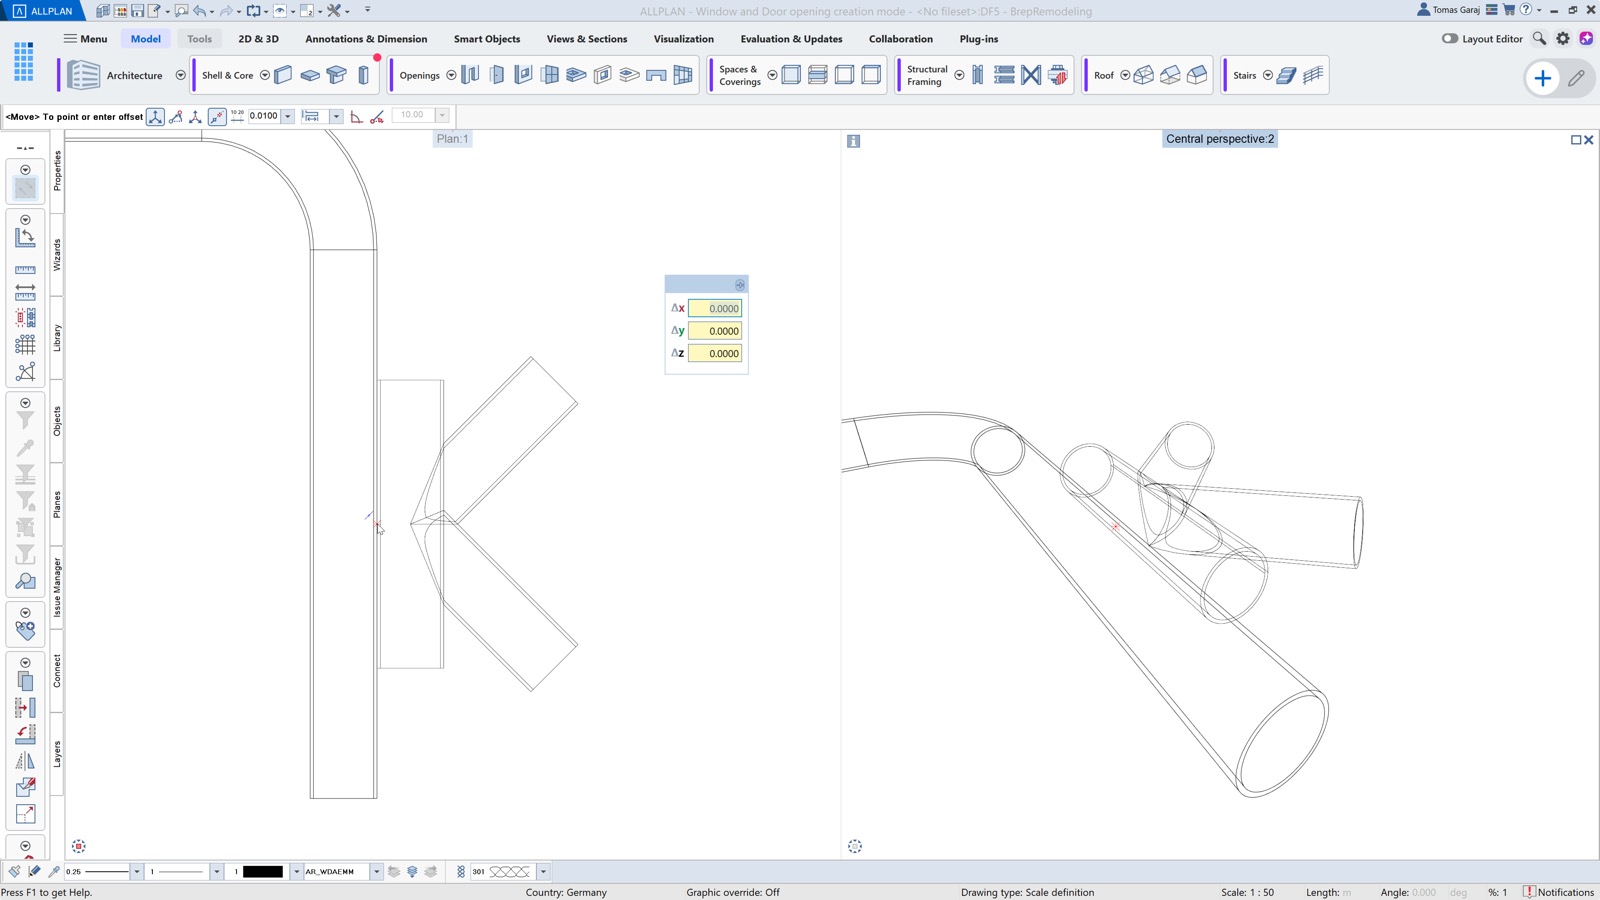 ALLPLAN
ALLPLAN - Window and Door opening creation mode - <No fileset>:DF5 - BrepRemodeling
Tomas Garaj
Menu
Model
Tools
2D & 3D
Annotations & Dimension
Smart Objects
Views & Sections
Visualization
Evaluation & Updates
Collaboration
Plug-ins
Layout Editor
Architecture
Shell & Core
Openings
Spaces &
Coverings
Structural
Framing
Roof
Stairs
<Move> To point or enter offset
0.0100
10.00
Plan:1
Central perspective:2
Properties
Wizards
Library
Objects
Planes
Issue Manager
Connect
Layers
Δx 0.0000
Δy 0.0000
Δz 0.0000
0.25
1
1
AR_WDAEMM
301
Press F1 to get Help.
Country: Germany
Graphic override: Off
Drawing type: Scale definition
Scale: 1 : 50
Length: m
Angle: 0.000 deg
%: 1
Notifications